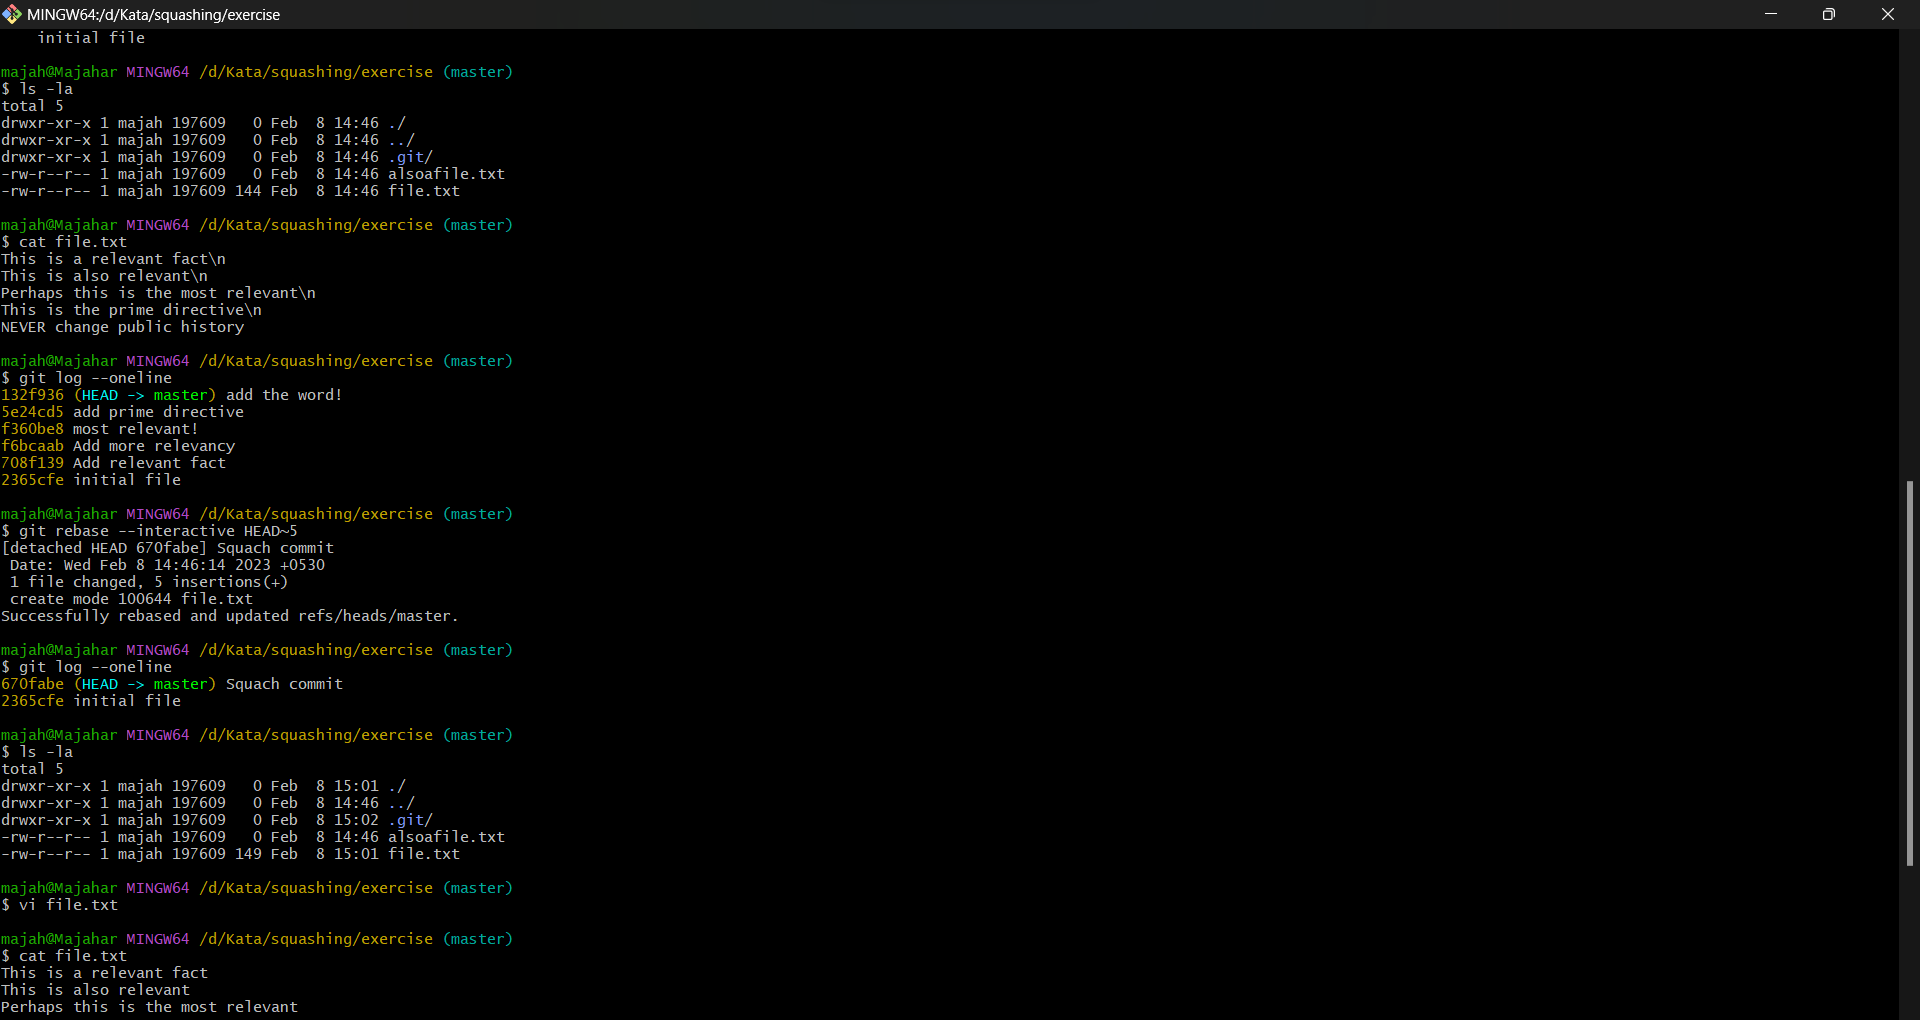 MINGW64:/d/Kata/squashing/exercise
initial file
majah@Majahar MINGW64 /d/Kata/squashing/exercise (master)
$ ls -la
total 5
drwxr-xr-x 1 majah 197609   0 Feb  8 14:46 ./
drwxr-xr-x 1 majah 197609   0 Feb  8 14:46 ../
drwxr-xr-x 1 majah 197609   0 Feb  8 14:46 .git/
-rw-r--r-- 1 majah 197609   0 Feb  8 14:46 alsoafile.txt
-rw-r--r-- 1 majah 197609 144 Feb  8 14:46 file.txt
majah@Majahar MINGW64 /d/Kata/squashing/exercise (master)
$ cat file.txt
This is a relevant fact\n
This is also relevant\n
Perhaps this is the most relevant\n
This is the prime directive\n
NEVER change public history
majah@Majahar MINGW64 /d/Kata/squashing/exercise (master)
$ git log --oneline
132f936 (HEAD -> master) add the word!
5e24cd5 add prime directive
f360be8 most relevant!
f6bcaab Add more relevancy
708f139 Add relevant fact
2365cfe initial file
majah@Majahar MINGW64 /d/Kata/squashing/exercise (master)
$ git rebase --interactive HEAD~5
[detached HEAD 670fabe] Squach commit
Date: Wed Feb 8 14:46:14 2023 +0530
1 file changed, 5 insertions(+)
create mode 100644 file.txt
Successfully rebased and updated refs/heads/master.
majah@Majahar MINGW64 /d/Kata/squashing/exercise (master)
$ git log --oneline
670fabe (HEAD -> master) Squach commit
2365cfe initial file
majah@Majahar MINGW64 /d/Kata/squashing/exercise (master)
$ ls -la
total 5
drwxr-xr-x 1 majah 197609   0 Feb  8 15:01 ./
drwxr-xr-x 1 majah 197609   0 Feb  8 14:46 ../
drwxr-xr-x 1 majah 197609   0 Feb  8 15:02 .git/
-rw-r--r-- 1 majah 197609   0 Feb  8 14:46 alsoafile.txt
-rw-r--r-- 1 majah 197609 149 Feb  8 15:01 file.txt
majah@Majahar MINGW64 /d/Kata/squashing/exercise (master)
$ vi file.txt
majah@Majahar MINGW64 /d/Kata/squashing/exercise (master)
$ cat file.txt
This is a relevant fact
This is also relevant
Perhaps this is the most relevant